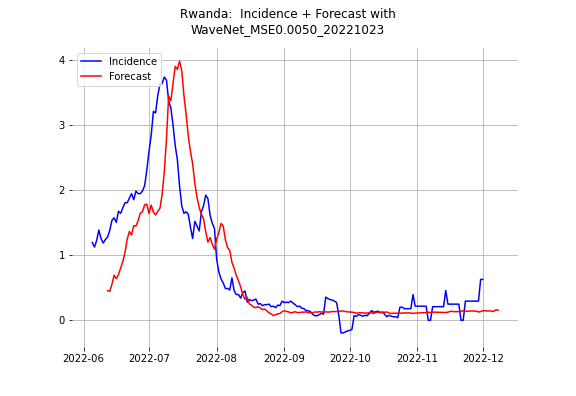 Rwanda:  Incidence + Forecast with
WaveNet_MSE0.0050_20221023
Incidence
Forecast
4
3
2
1
0
2022-06 2022-07 2022-08 2022-09 2022-10 2022-11 2022-12